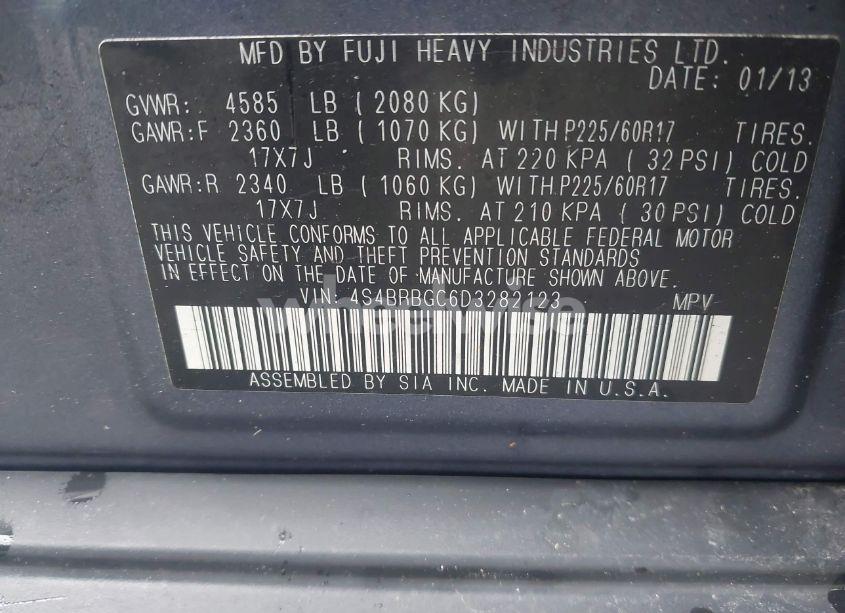 MFD BY FUJI HEAVY INDUSTRIES LTD.
DATE: 01/13
GVWR: 4585 LB (2080 KG)
GAWR:F 2360 LB (1070 KG) WITH P225/60R17 TIRES.
17X7J RIMS. AT 220 KPA (32 PSI) COLD
GAWR:R 2340 LB (1060 KG) WITH P225/60R17 TIRES.
17X7J RIMS. AT 210 KPA (30 PSI) COLD
THIS VEHICLE CONFORMS TO ALL APPLICABLE FEDERAL MOTOR
VEHICLE SAFETY AND THEFT PREVENTION STANDARDS
IN EFFECT ON THE DATE OF MANUFACTURE SHOWN ABOVE.
VIN: 4S4BRBGC6D3282123 MPV
wheelwise
ASSEMBLED BY SIA INC. MADE IN U.S.A.